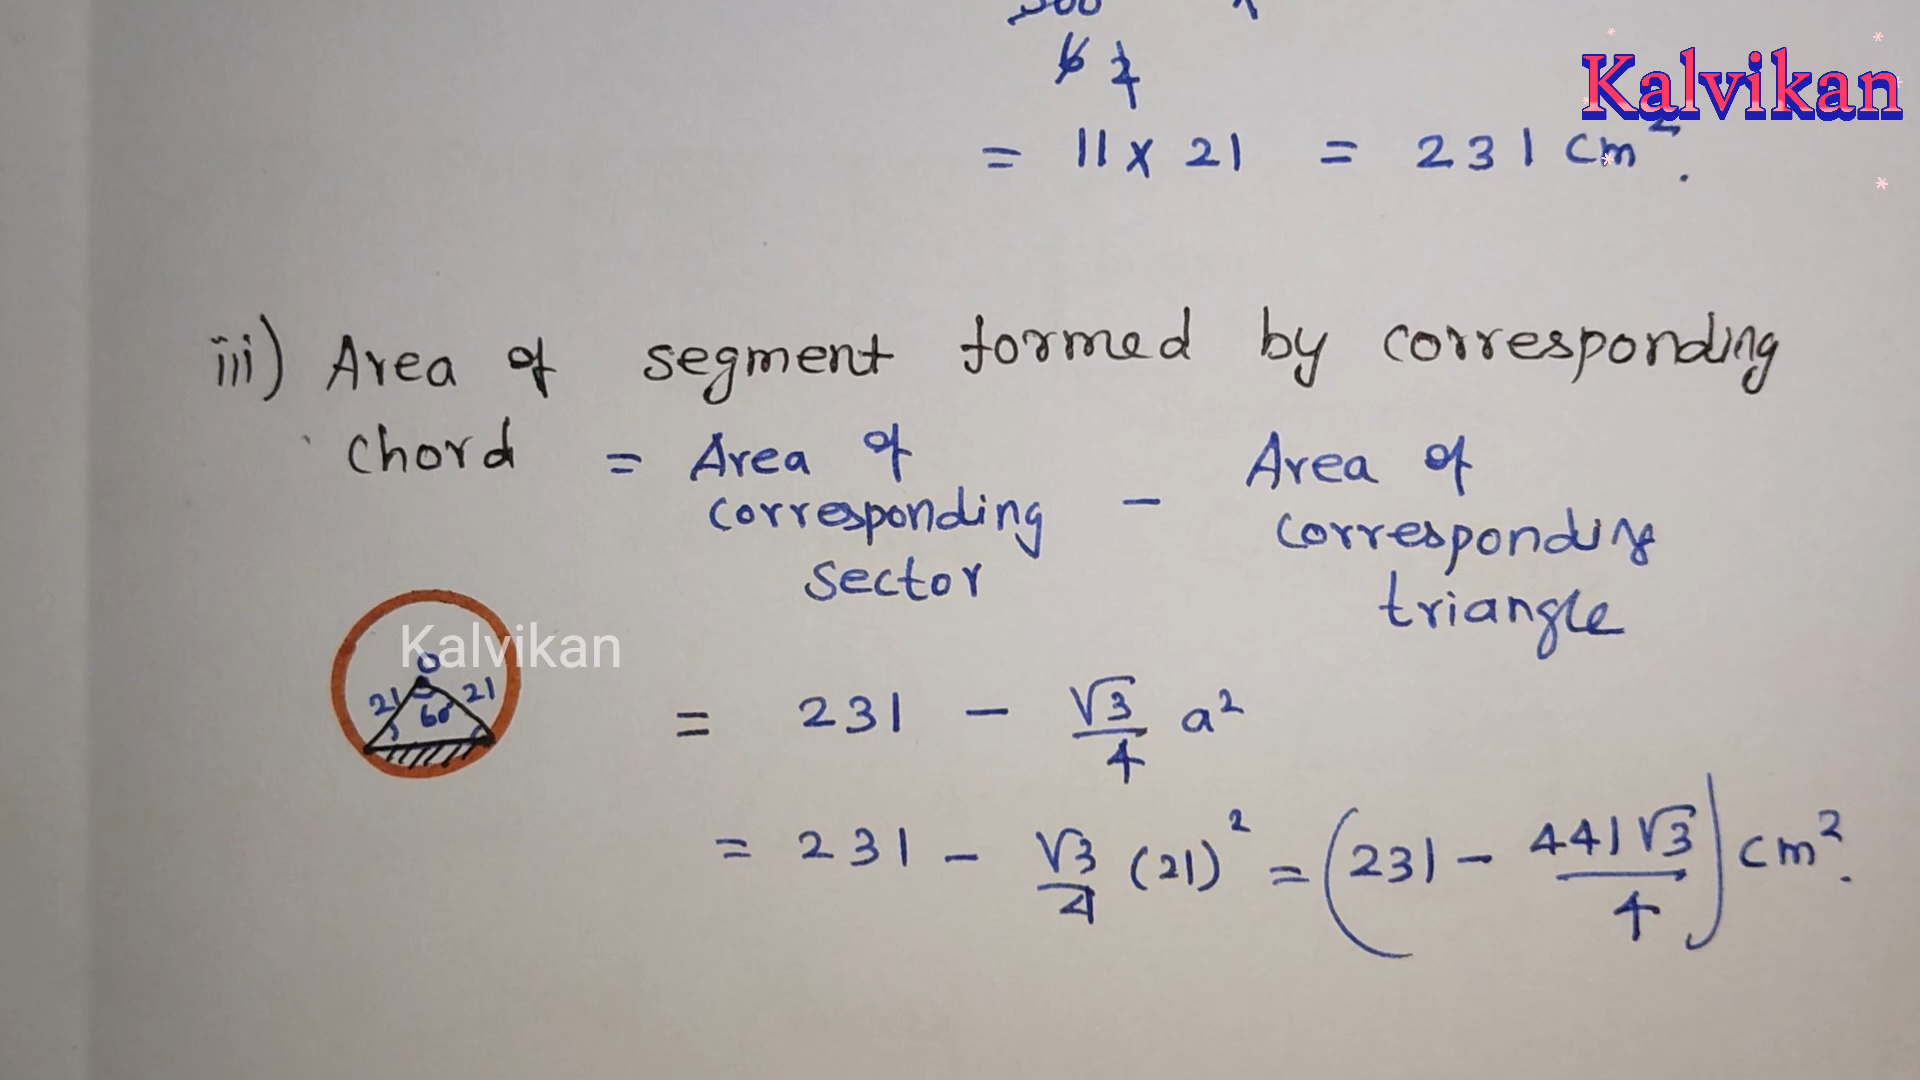 Kalvikan
6 1
= 11 x 21 = 231 cm².
iii) Area of segment formed by corresponding
chord = Area of corresponding sector - Area of corresponding triangle
Kalvikan
O
21 21
60°
= 231 - √3/4 a²
= 231 - √3/4 (21)² = (231 - 441√3/4) cm².